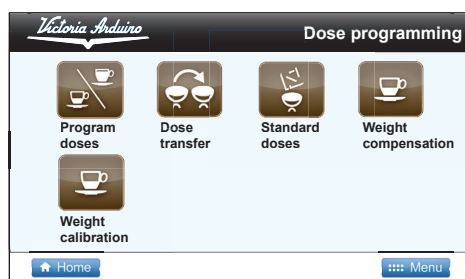 Victoria Arduino
Dose programming
Program
doses
Dose
transfer
Standard
doses
Weight
compensation
Weight
calibration
Home
Menu